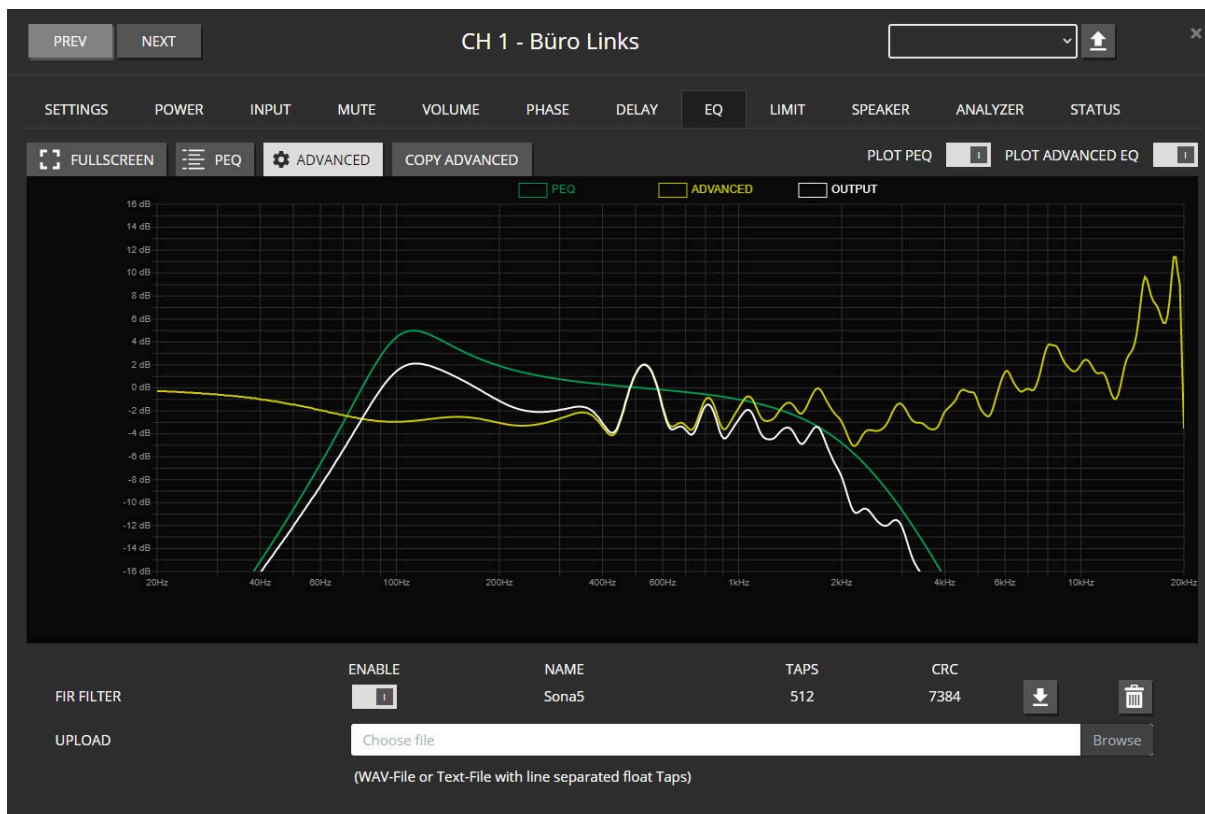 PREV NEXT CH 1 - Büro Links ×
SETTINGS POWER INPUT MUTE VOLUME PHASE DELAY EQ LIMIT SPEAKER ANALYZER STATUS
FULLSCREEN PEQ ADVANCED COPY ADVANCED PLOT PEQ I PLOT ADVANCED EQ I
PEQ ADVANCED OUTPUT
16 dB
14 dB
12 dB
10 dB
8 dB
6 dB
4 dB
2 dB
0 dB
-2 dB
-4 dB
-6 dB
-8 dB
-10 dB
-12 dB
-14 dB
-16 dB
20Hz 40Hz 60Hz 100Hz 200Hz 400Hz 600Hz 1kHz 2kHz 4kHz 6kHz 10kHz 20kHz
ENABLE NAME TAPS CRC
FIR FILTER I Sona5 512 7384
UPLOAD Choose file Browse
(WAV-File or Text-File with line separated float Taps)